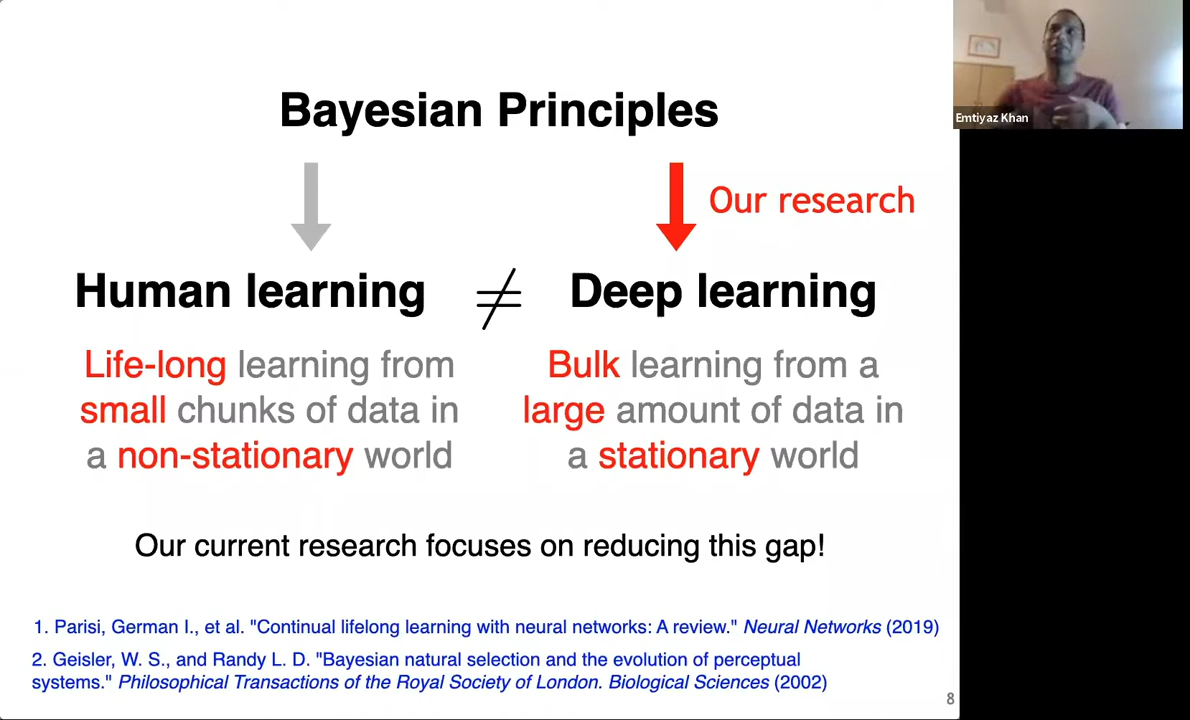 Bayesian Principles
Our research
Human learning ≠ Deep learning
Life-long learning from
small chunks of data in
a non-stationary world
Bulk learning from a
large amount of data in
a stationary world
Our current research focuses on reducing this gap!
1. Parisi, German I., et al. "Continual lifelong learning with neural networks: A review." Neural Networks (2019)
2. Geisler, W. S., and Randy L. D. "Bayesian natural selection and the evolution of perceptual
systems." Philosophical Transactions of the Royal Society of London. Biological Sciences (2002)
8
Emtiyaz Khan